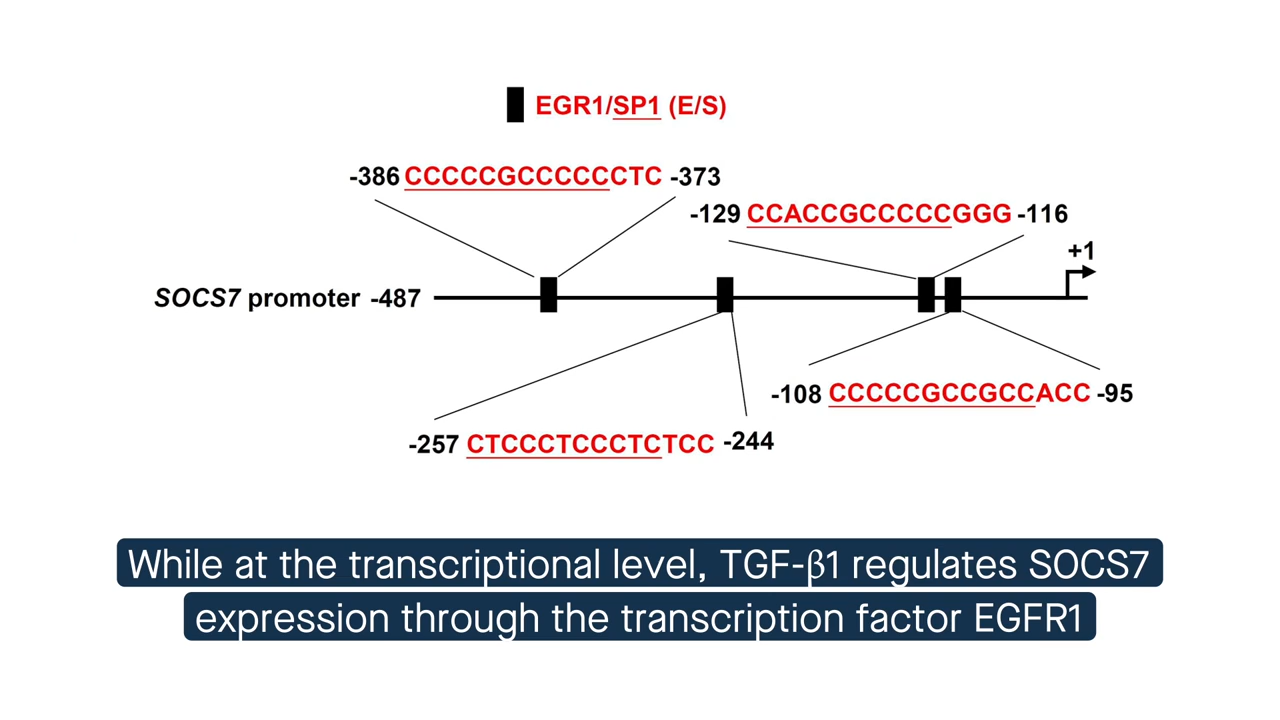 EGR1/SP1 (E/S)
-386 CCCCCGCCCCCCTC -373
-129 CCACCGCCCCCGGG -116
+1
SOCS7 promoter -487
-108 CCCCCGCCGCCACC -95
-257 CTCCCTCCCTCTCC -244
While at the transcriptional level, TGF-β1 regulates SOCS7
expression through the transcription factor EGFR1